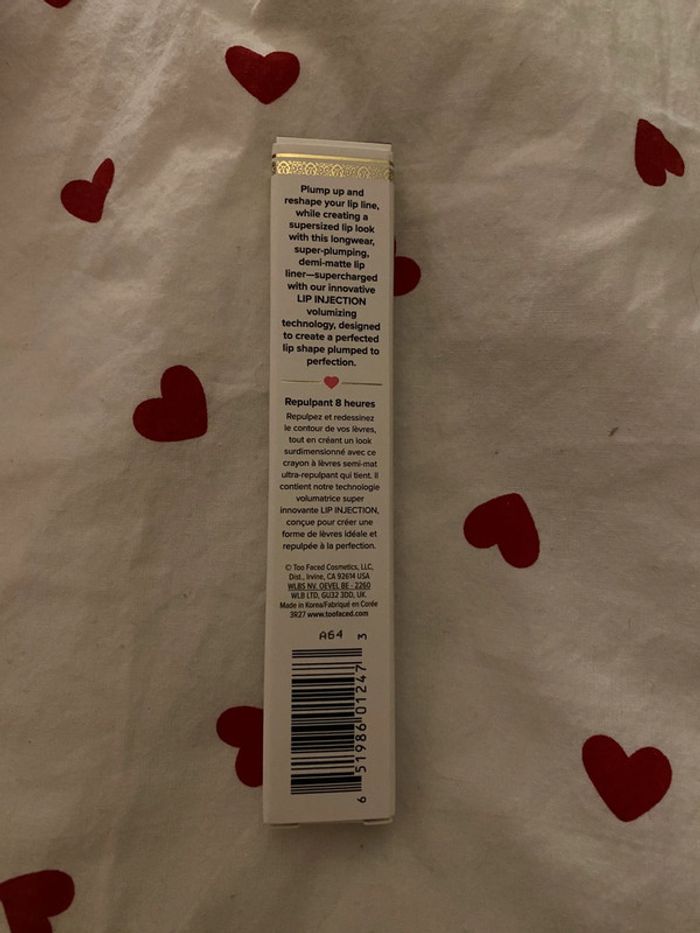 Plump up and
reshape your lip line,
while creating a
supersized lip look
with this longwear,
super-plumping,
demi-matte lip
liner—supercharged
with our innovative
LIP INJECTION
volumizing
technology, designed
to create a perfected
lip shape plumped to
perfection.
Repulpant 8 heures
Repulpez et redessinez
le contour de vos lèvres,
tout en créant un look
surdimensionné avec ce
crayon à lèvres semi-mat
ultra-repulpant qui tient. Il
contient notre technologie
volumatrice super
innovante LIP INJECTION,
conçue pour créer une
forme de lèvres idéale et
repulpée à la perfection.
© Too Faced Cosmetics, LLC,
Dist., Irvine, CA 92614 USA
WLBS NV. OEVEL BE - 2260
WLB LTD, GU32 3DD, UK.
Made in Korea/Fabriqué en Corée
3R27 www.toofaced.com
A64
6 51986 01247 3